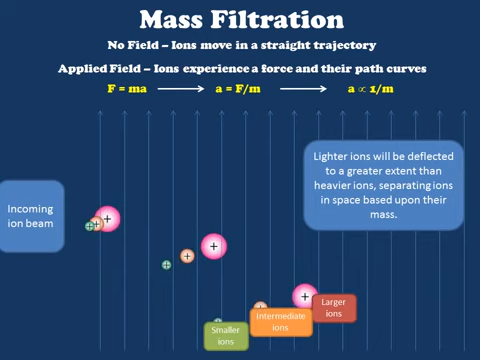 Mass Filtration
No Field – Ions move in a straight trajectory
Applied Field – Ions experience a force and their path curves
F = ma ⟶ a = F/m ⟶ a ∝ 1/m
Lighter ions will be deflected
to a greater extent than
heavier ions, separating ions
in space based upon their
mass.
Incoming
ion beam
+ + +
+
+
+
+
+
Larger
ions
Intermediate
ions
Smaller
ions